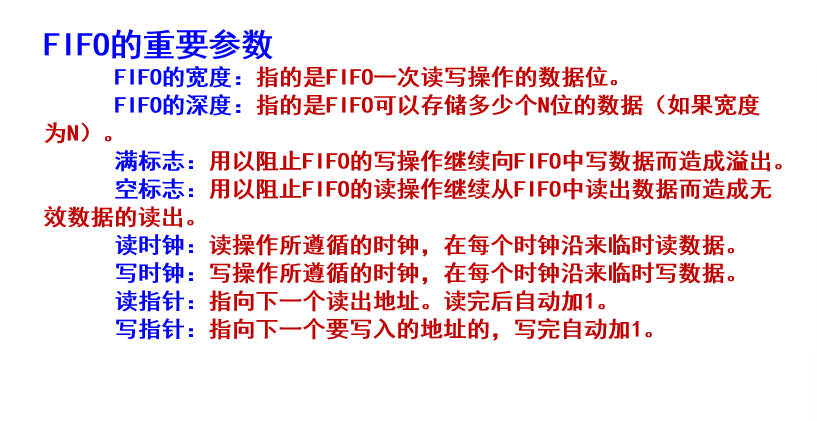 FIFO的重要参数
FIFO的宽度：指的是FIFO一次读写操作的数据位。
FIFO的深度：指的是FIFO可以存储多少个N位的数据（如果宽度
为N）。
满标志：用以阻止FIFO的写操作继续向FIFO中写数据而造成溢出。
空标志：用以阻止FIFO的读操作继续从FIFO中读出数据而造成无
效数据的读出。
读时钟：读操作所遵循的时钟，在每个时钟沿来临时读数据。
写时钟：写操作所遵循的时钟，在每个时钟沿来临时写数据。
读指针：指向下一个读出地址。读完后自动加1。
写指针：指向下一个要写入的地址的，写完自动加1。